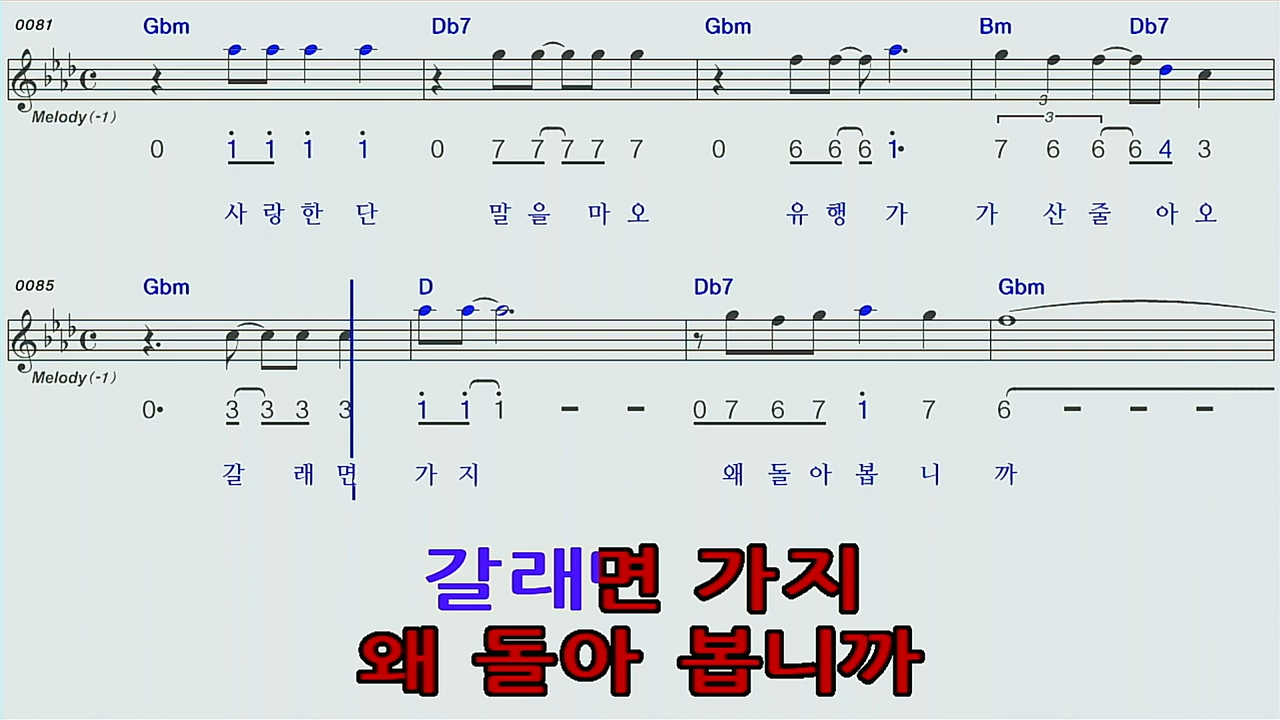 0081 Gbm Db7 Gbm Bm Db7
3
Melody(-1)
3
0 1 1 1 1 0 7 7 7 7 7 0 6 6 6 1• 7 6 6 6 4 3
사 랑 한 단 말 을 마 오 유 행 가 가 산 줄 아 오
0085 Gbm D Db7 Gbm
Melody(-1)
0• 3 3 3 3 1 1 1 – – 0 7 6 7 1 7 6 – – –
갈 래 면 가 지 왜 돌 아 봅 니 까
갈래면 가지
왜 돌아 봅니까